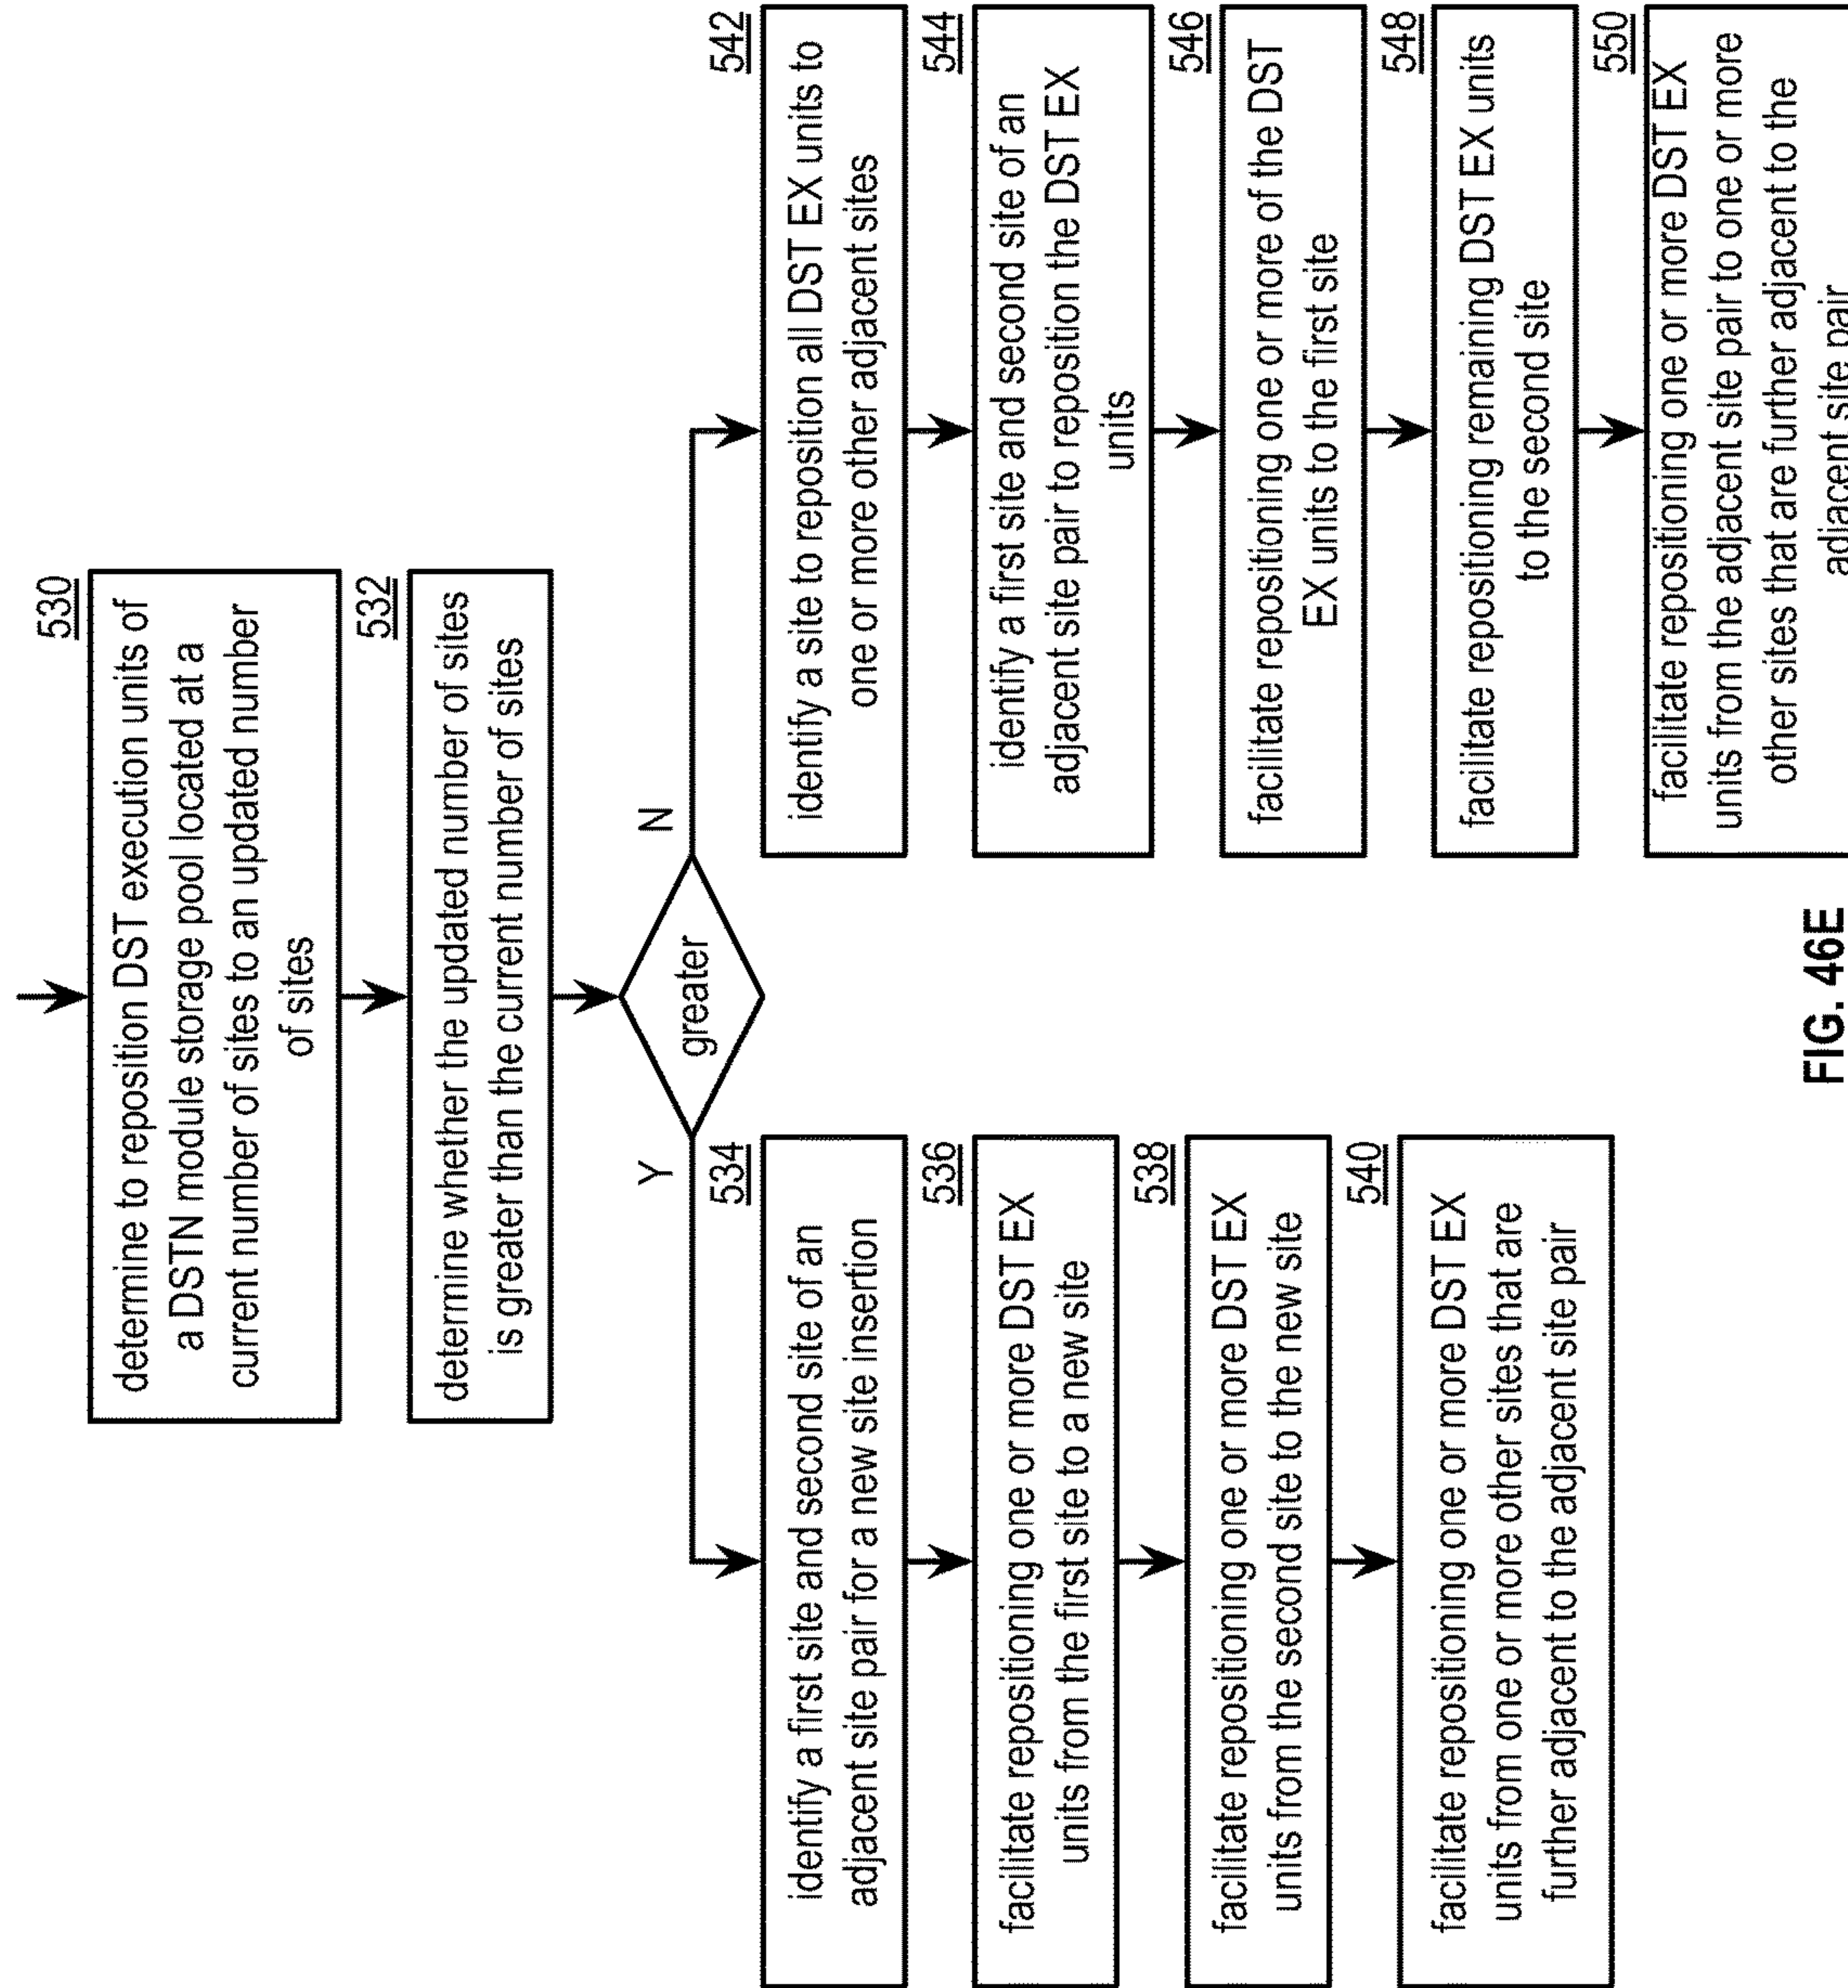 530
determine to reposition DST execution units of
a DSTN module storage pool located at a
current number of sites to an updated number
of sites
532
determine whether the updated number of sites
is greater than the current number of sites
greater
Y
N
534
identify a first site and second site of an
adjacent site pair for a new site insertion
536
facilitate repositioning one or more DST EX
units from the first site to a new site
538
facilitate repositioning one or more DST EX
units from the second site to the new site
540
facilitate repositioning one or more DST EX
units from one or more other sites that are
further adjacent to the adjacent site pair
542
identify a site to reposition all DST EX units to
one or more other adjacent sites
544
identify a first site and second site of an
adjacent site pair to reposition the DST EX
units
546
facilitate repositioning one or more of the DST
EX units to the first site
548
facilitate repositioning remaining DST EX units
to the second site
550
facilitate repositioning one or more DST EX
units from the adjacent site pair to one or more
other sites that are further adjacent to the
adjacent site pair
FIG. 46E